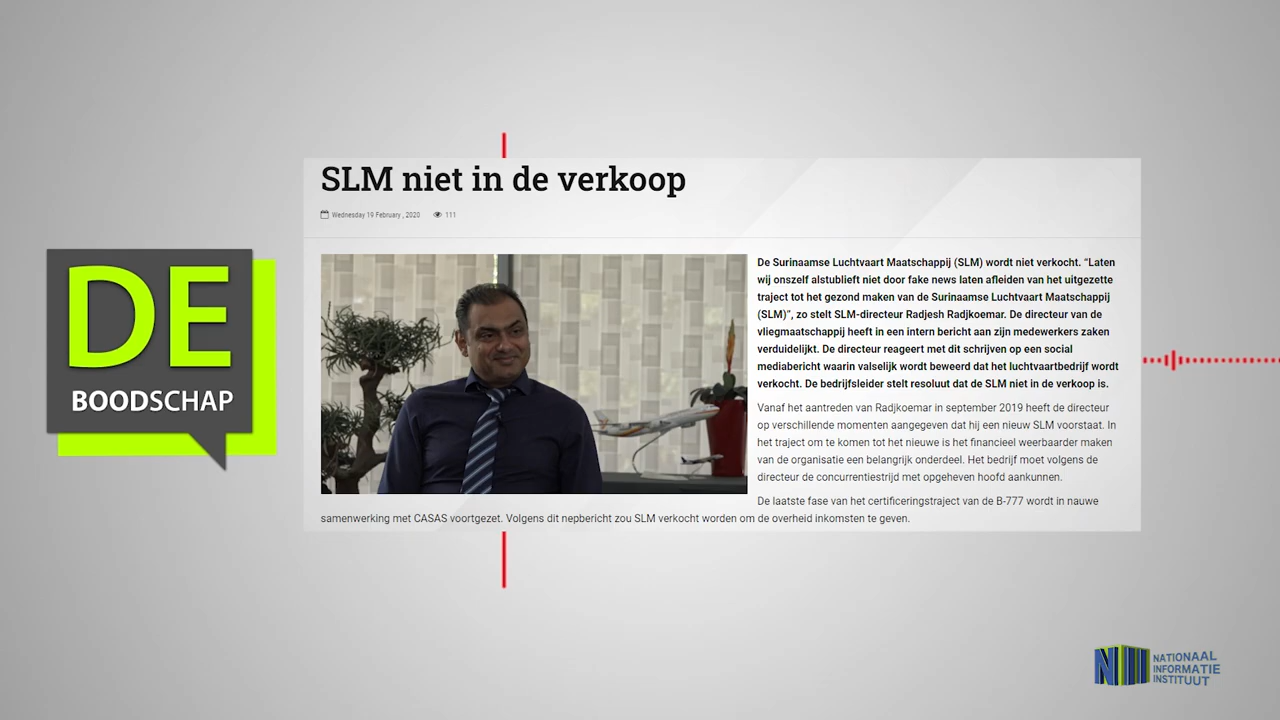 SLM niet in de verkoop
Wednesday 19 February , 2020 111
DE
BOODSCHAP
De Surinaamse Luchtvaart Maatschappij (SLM) wordt niet verkocht. “Laten
wij onszelf alstublieft niet door fake news laten afleiden van het uitgezette
traject tot het gezond maken van de Surinaamse Luchtvaart Maatschappij
(SLM)”, zo stelt SLM-directeur Radjesh Radjkoemar. De directeur van de
vliegmaatschappij heeft in een intern bericht aan zijn medewerkers zaken
verduidelijkt. De directeur reageert met dit schrijven op een social
mediabericht waarin valselijk wordt beweerd dat het luchtvaartbedrijf wordt
verkocht. De bedrijfsleider stelt resoluut dat de SLM niet in de verkoop is.
Vanaf het aantreden van Radjkoemar in september 2019 heeft de directeur
op verschillende momenten aangegeven dat hij een nieuw SLM voorstaat. In
het traject om te komen tot het nieuwe is het financieel weerbaarder maken
van de organisatie een belangrijk onderdeel. Het bedrijf moet volgens de
directeur de concurrentiestrijd met opgeheven hoofd aankunnen.
De laatste fase van het certificeringstraject van de B-777 wordt in nauwe
samenwerking met CASAS voortgezet. Volgens dit nepbericht zou SLM verkocht worden om de overheid inkomsten te geven.
NATIONAAL
INFORMATIE
INSTITUUT